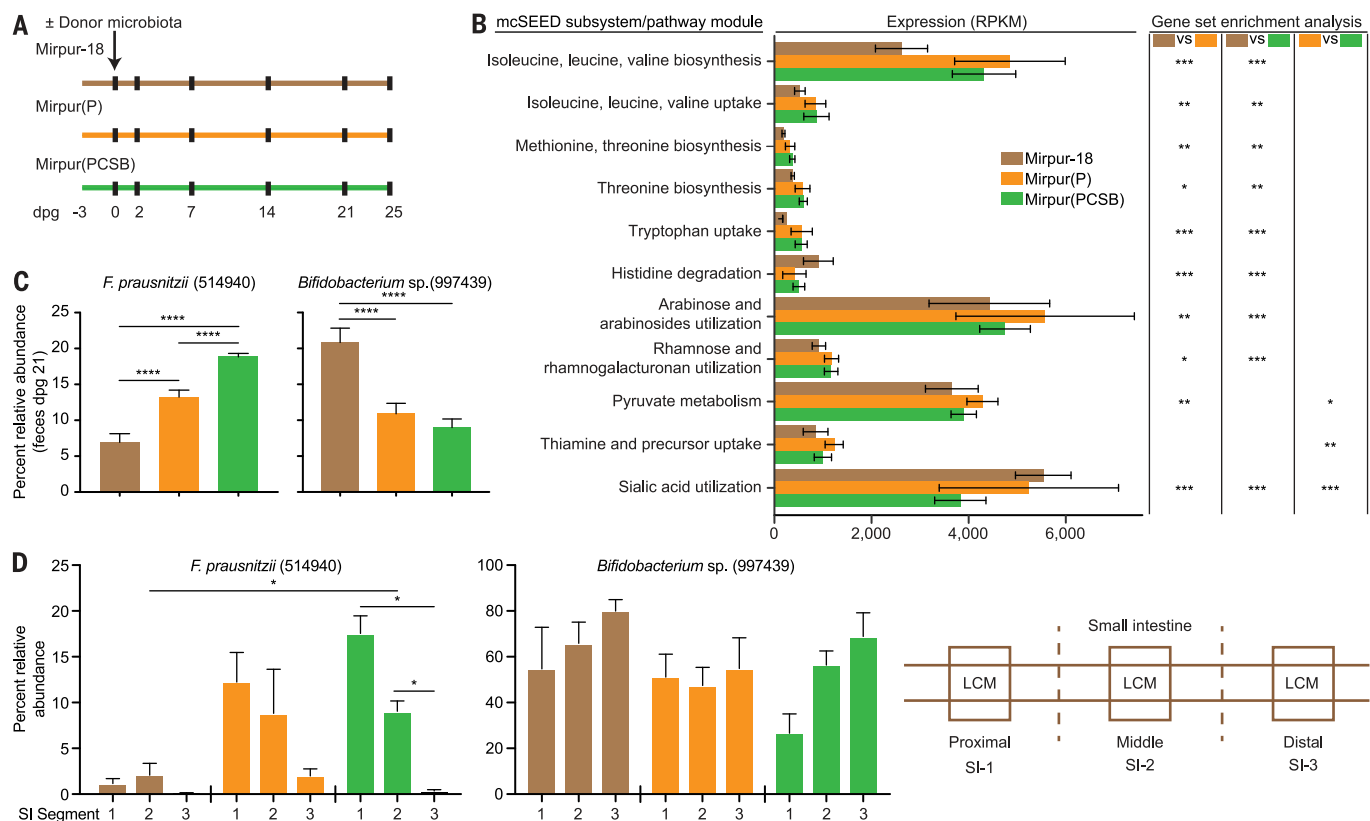 A
± Donor microbiota
Mirpur-18
Mirpur(P)
Mirpur(PCSB)
dpg -3 0 2 7 14 21 25
B
mcSEED subsystem/pathway module Expression (RPKM) Gene set enrichment analysis
vs vs vs
Isoleucine, leucine, valine biosynthesis *** ***
Isoleucine, leucine, valine uptake ** **
Methionine, threonine biosynthesis ** **
Threonine biosynthesis * **
Tryptophan uptake *** ***
Histidine degradation *** ***
Arabinose and
arabinosides utilization ** ***
Rhamnose and
rhamnogalacturonan utilization * ***
Pyruvate metabolism ** *
Thiamine and precursor uptake **
Sialic acid utilization *** *** ***
Mirpur-18
Mirpur(P)
Mirpur(PCSB)
0 2,000 4,000 6,000
C
F. prausnitzii (514940) Bifidobacterium sp.(997439)
Percent relative abundance
(feces dpg 21)
25
20
15
10
5
0
**** **** ****
**** ****
D
F. prausnitzii (514940)
Percent relative
abundance
25
20
15
10
5
0
* * *
SI Segment 1 2 3 1 2 3 1 2 3
Bifidobacterium sp. (997439)
100
80
60
40
20
0
1 2 3 1 2 3 1 2 3
Small intestine
LCM LCM LCM
Proximal Middle Distal
SI-1 SI-2 SI-3